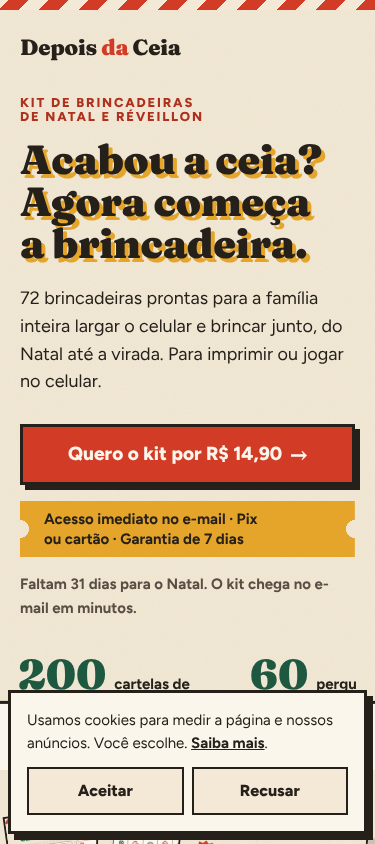 Depois da Ceia
KIT DE BRINCADEIRAS
DE NATAL E RÉVEILLON
Acabou a ceia?
Agora começa
a brincadeira.
72 brincadeiras prontas para a família
inteira largar o celular e brincar junto, do
Natal até a virada. Para imprimir ou jogar
no celular.
Quero o kit por R$ 14,90 →
Acesso imediato no e-mail · Pix
ou cartão · Garantia de 7 dias
Faltam 31 dias para o Natal. O kit chega no e-
mail em minutos.
200 cartelas de
60 pergu
Usamos cookies para medir a página e nossos
anúncios. Você escolhe. Saiba mais.
Aceitar
Recusar